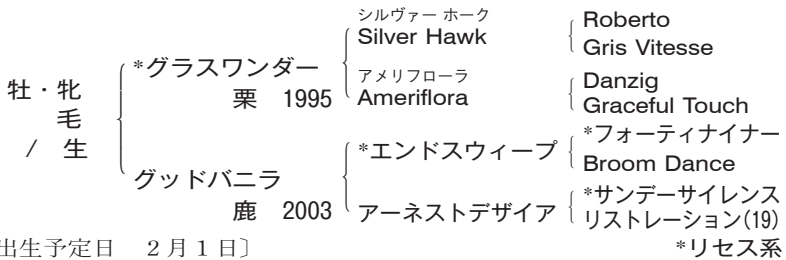 牡・牝
毛
/ 生
*グラスワンダー
栗 1995
グッドバニラ
鹿 2003
シルヴァー ホーク
Silver Hawk
アメリフローラ
Ameriflora
*エンドスウィープ
アーネストデザイア
Roberto
Gris Vitesse
Danzig
Graceful Touch
*フォーティナイナー
Broom Dance
*サンデーサイレンス
リストレーション(19)
出生予定日 2月1日〕
*リセス系